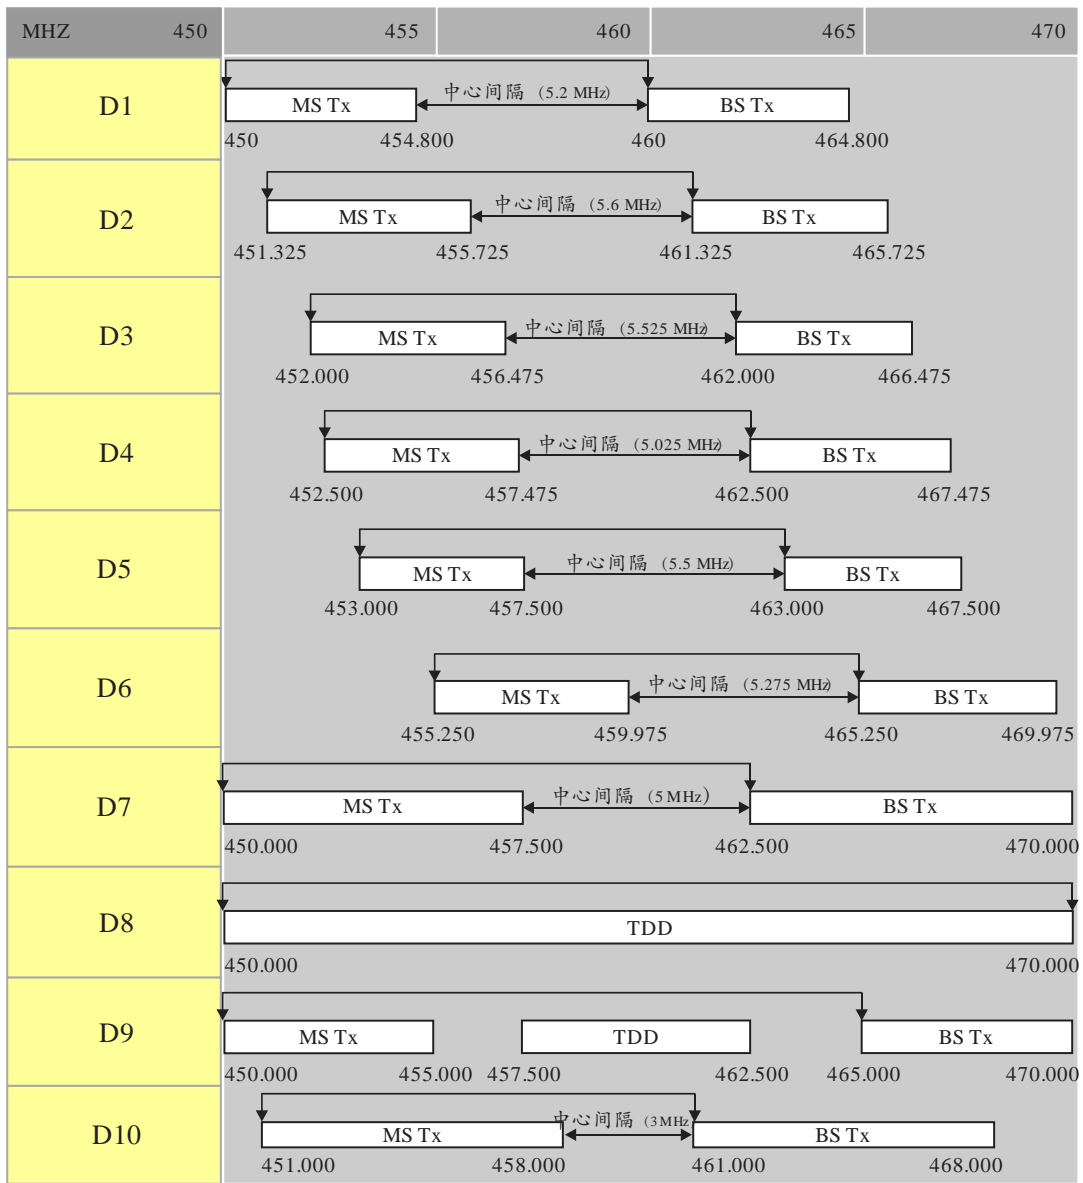 MHZ 450 455 460 465 470
D1
MS Tx 中心间隔 (5.2 MHz) BS Tx
450 454.800 460 464.800
D2
MS Tx 中心间隔 (5.6 MHz) BS Tx
451.325 455.725 461.325 465.725
D3
MS Tx 中心间隔 (5.525 MHz) BS Tx
452.000 456.475 462.000 466.475
D4
MS Tx 中心间隔 (5.025 MHz) BS Tx
452.500 457.475 462.500 467.475
D5
MS Tx 中心间隔 (5.5 MHz) BS Tx
453.000 457.500 463.000 467.500
D6
MS Tx 中心间隔 (5.275 MHz) BS Tx
455.250 459.975 465.250 469.975
D7
MS Tx 中心间隔 (5 MHz) BS Tx
450.000 457.500 462.500 470.000
D8
TDD
450.000 470.000
D9
MS Tx TDD BS Tx
450.000 455.000 457.500 462.500 465.000 470.000
D10
MS Tx 中心间隔 (3 MHz BS Tx
451.000 458.000 461.000 468.000